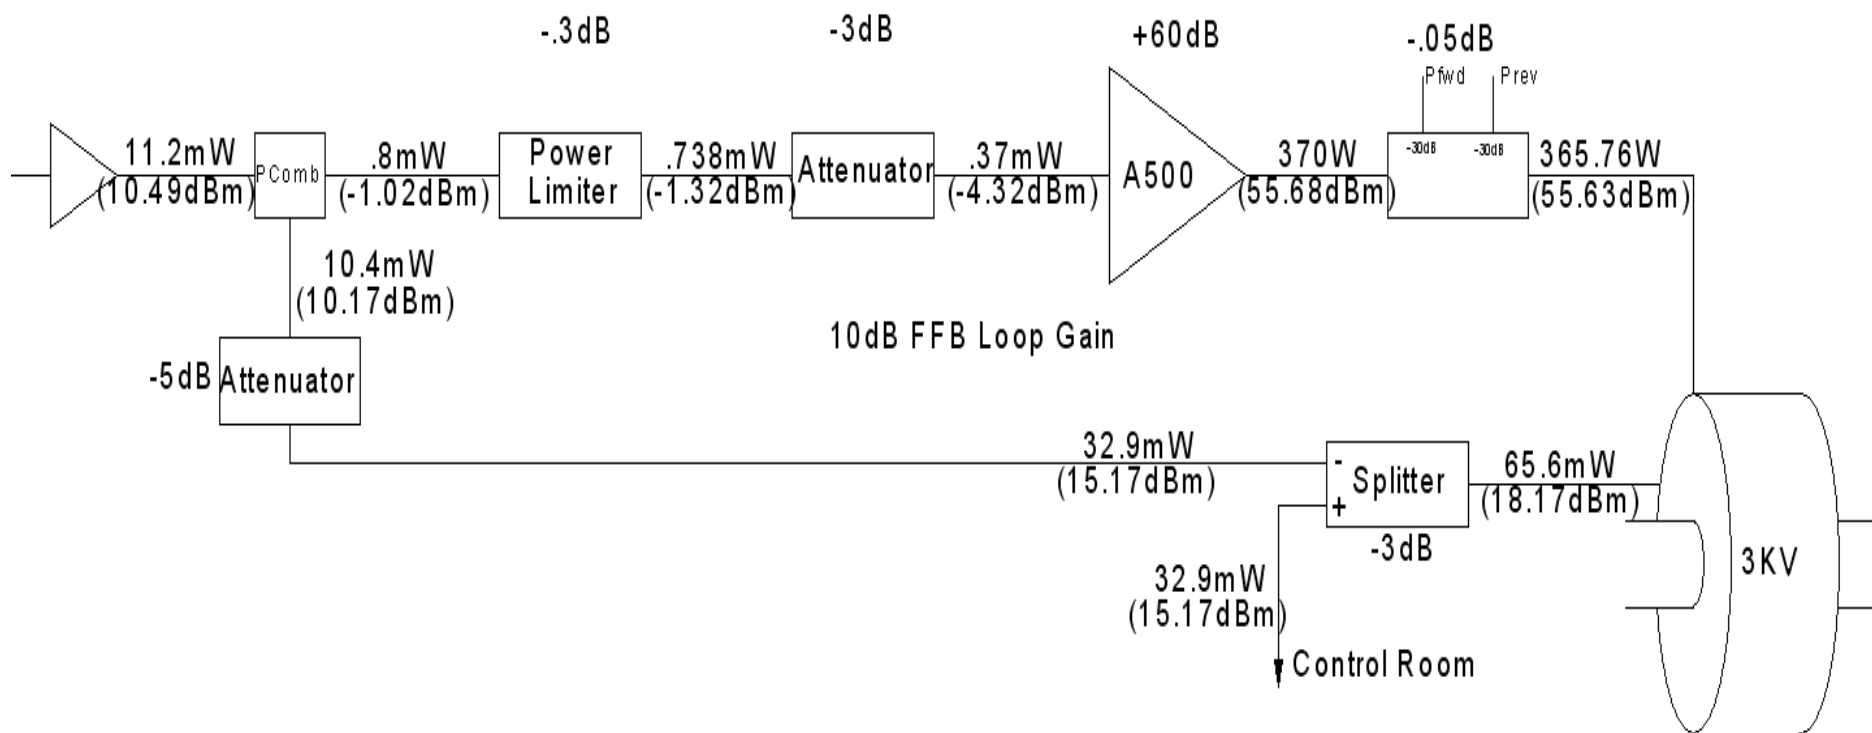 -.3dB
-3dB
+60dB
-.05dB
Pfwd
Prev
11.2mW
(10.49dBm)
PComb
.8mW
(-1.02dBm)
Power
Limiter
.738mW
(-1.32dBm)
Attenuator
.37mW
(-4.32dBm)
A500
370W
(55.68dBm)
-30dB
-30dB
365.76W
(55.63dBm)
10.4mW
(10.17dBm)
10dB FFB Loop Gain
-5dB
Attenuator
32.9mW
(15.17dBm)
-
+
Splitter
-3dB
65.6mW
(18.17dBm)
32.9mW
(15.17dBm)
3KV
Control Room